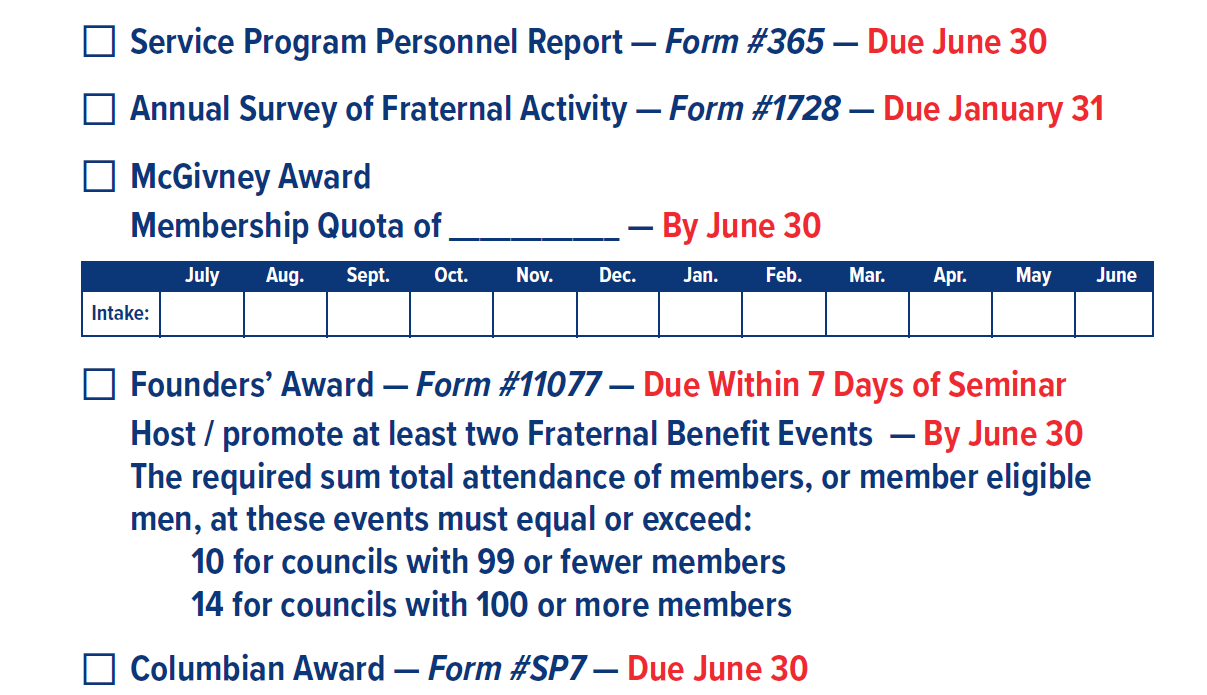 Service Program Personnel Report — Form #365 — Due June 30
Annual Survey of Fraternal Activity — Form #1728 — Due January 31
McGivney Award
Membership Quota of ___________ — By June 30
July Aug. Sept. Oct. Nov. Dec. Jan. Feb. Mar. Apr. May June
Intake:
Founders’ Award — Form #11077 — Due Within 7 Days of Seminar
Host / promote at least two Fraternal Benefit Events — By June 30
The required sum total attendance of members, or member eligible
men, at these events must equal or exceed:
10 for councils with 99 or fewer members
14 for councils with 100 or more members
Columbian Award — Form #SP7 — Due June 30